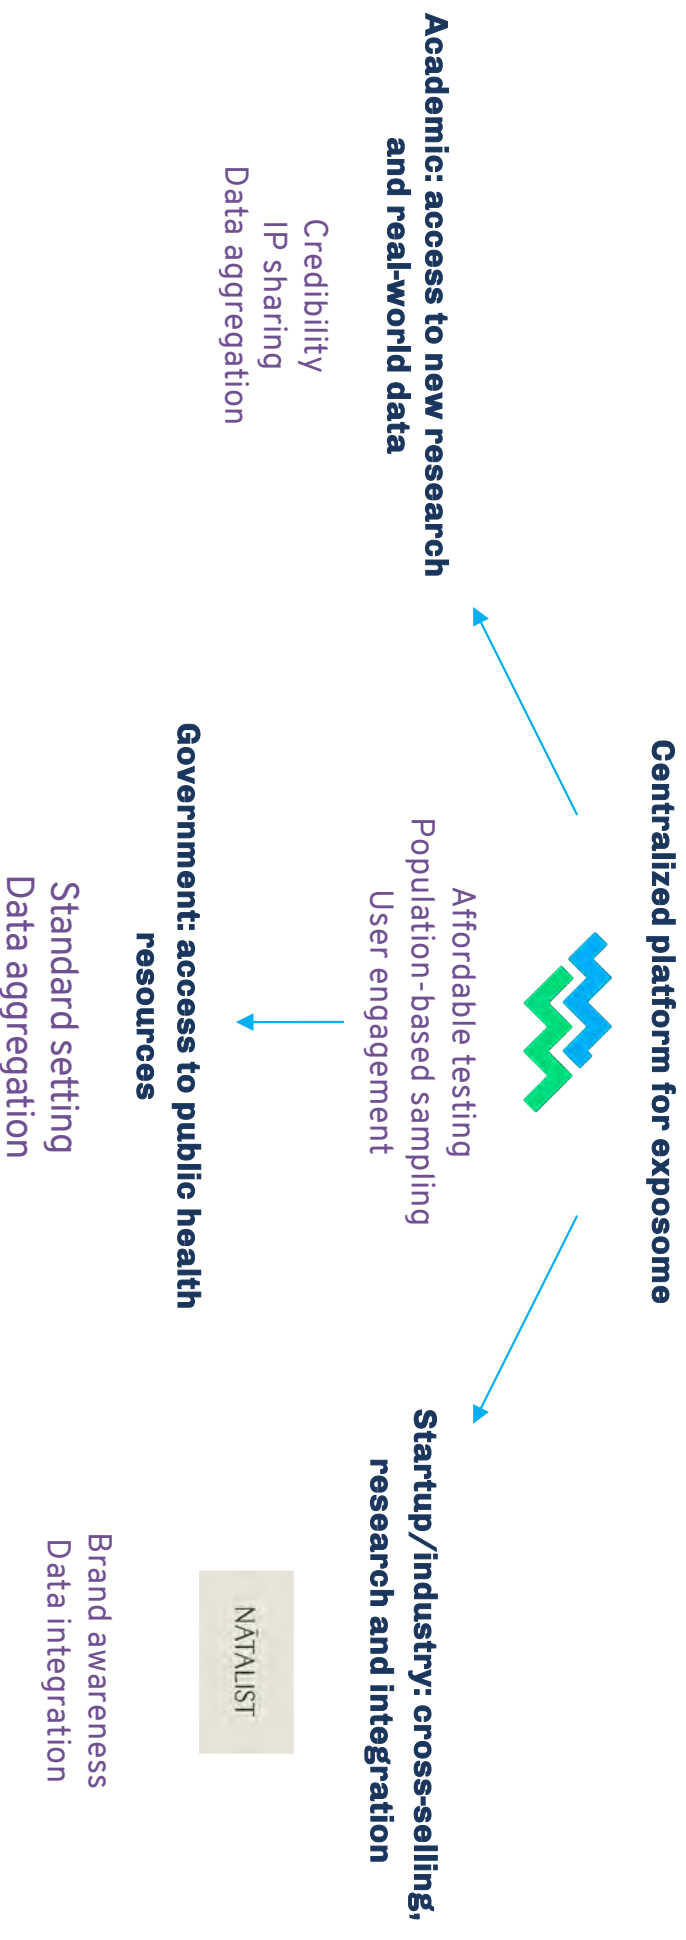 Centralized platform for exposome
Affordable testing
Population-based sampling
User engagement
Academic: access to new research
and real-world data
Credibility
IP sharing
Data aggregation
Government: access to public health
resources
Standard setting
Data aggregation
Startup/industry: cross-selling,
research and integration
NĀTALIST
Brand awareness
Data integration